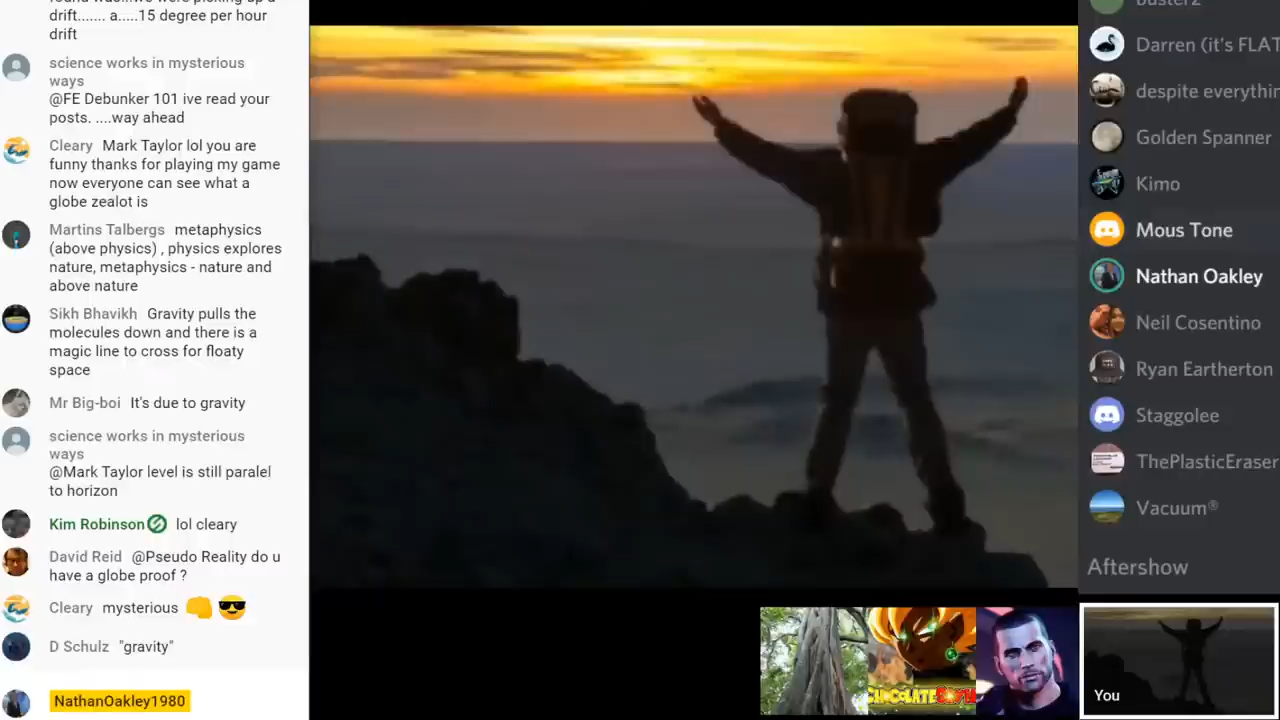 drift....... a.....15 degree per hour
drift
science works in mysterious
ways
@FE Debunker 101 ive read your
posts. ....way ahead
Cleary Mark Taylor lol you are
funny thanks for playing my game
now everyone can see what a
globe zealot is
Martins Talbergs metaphysics
(above physics) , physics explores
nature, metaphysics - nature and
above nature
Sikh Bhavikh Gravity pulls the
molecules down and there is a
magic line to cross for floaty
space
Mr Big-boi It's due to gravity
science works in mysterious
ways
@Mark Taylor level is still paralel
to horizon
Kim Robinson lol cleary
David Reid @Pseudo Reality do u
have a globe proof ?
Cleary mysterious 👊 😎
D Schulz "gravity"
NathanOakley1980
Darren (it's FLAT
despite everythin
Golden Spanner
Kimo
Mous Tone
Nathan Oakley
Neil Cosentino
Ryan Eartherton
Staggolee
ThePlasticEraser
Vacuum®
Aftershow
You